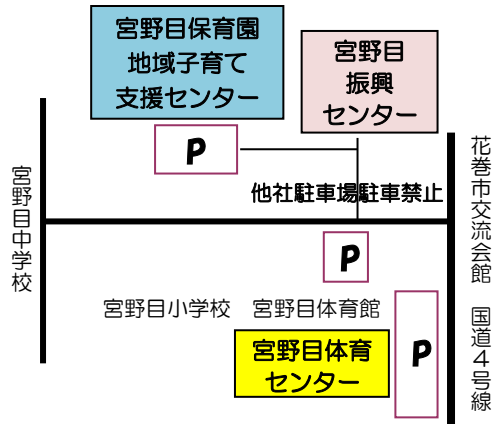 宮野目保育園
地域子育て
支援センター
宮野目
振興
センター
P
他社駐車場駐車禁止
宮野目中学校
花巻市交流会館　国道４号線
P
宮野目小学校　宮野目体育館
宮野目体育
センター
P